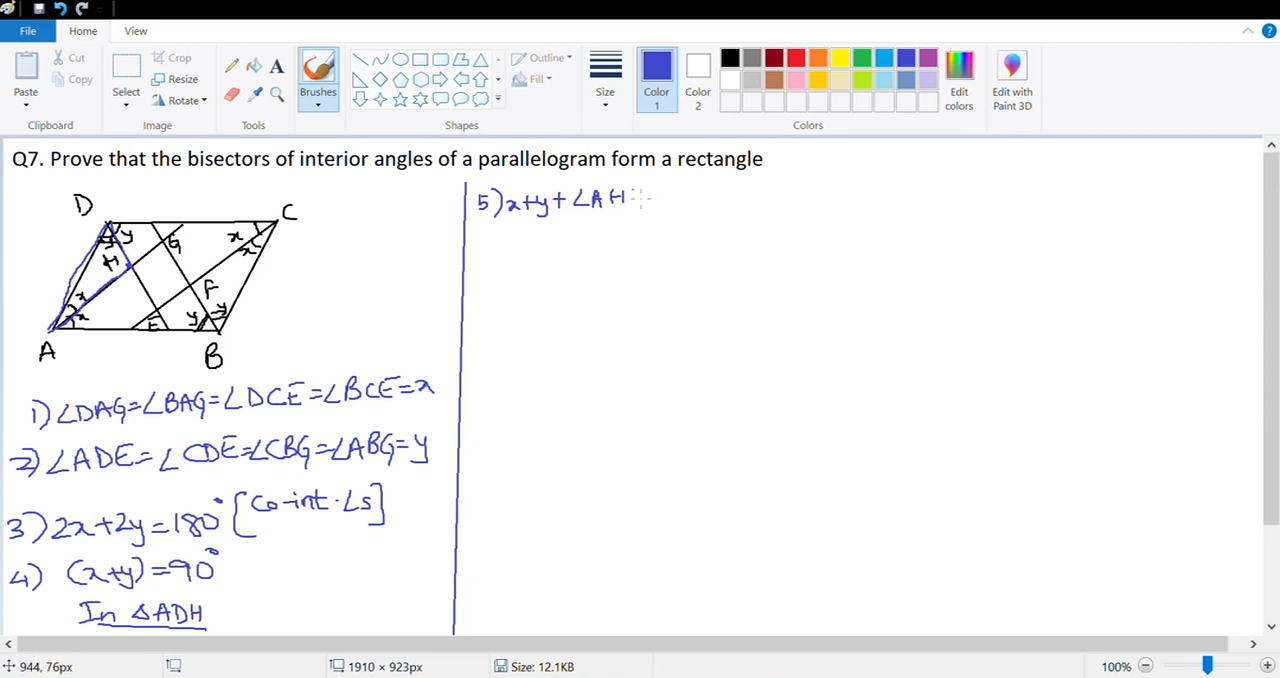 File Home View
Paste Cut Copy
Clipboard
Select Crop Resize Rotate
Image
A
Tools
Brushes
Outline Fill
Shapes
Size
Color 1 Color 2 Edit colors Edit with Paint 3D
Colors
Q7. Prove that the bisectors of interior angles of a parallelogram form a rectangle
D C
y y G x x
H
x x F
E y y
A B
1) ∠DAG=∠BAG=∠DCE=∠BCE=x
2) ∠ADE=∠CDE=∠CBG=∠ABG=y
3) 2x+2y=180° [Co-int·∠s]
4) (x+y)=90°
In ΔADH
5) x+y+∠AH
944, 76px 1910 × 923px Size: 12.1KB 100%